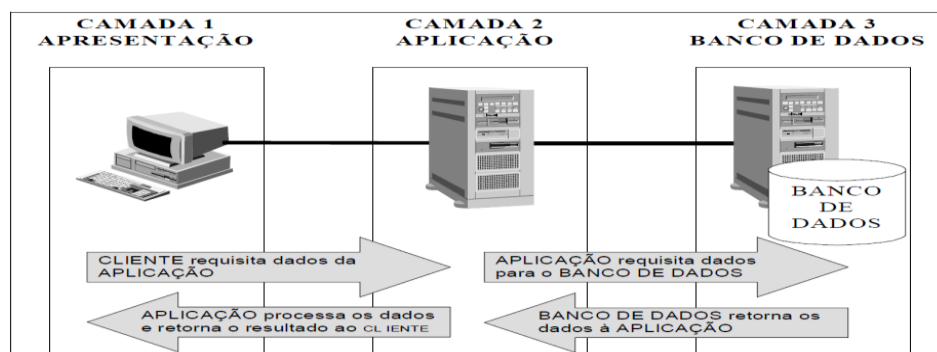 CAMADA 1
APRESENTAÇÃO
CAMADA 2
APLICAÇÃO
CAMADA 3
BANCO DE DADOS
BANCO
DE
DADOS
CLIENTE requisita dados da
APLICAÇÃO
APLICAÇÃO requisita dados
para o BANCO DE DADOS
APLICAÇÃO processa os dados
e retorna o resultado ao CLIENTE
BANCO DE DADOS retorna os
dados à APLICAÇÃO